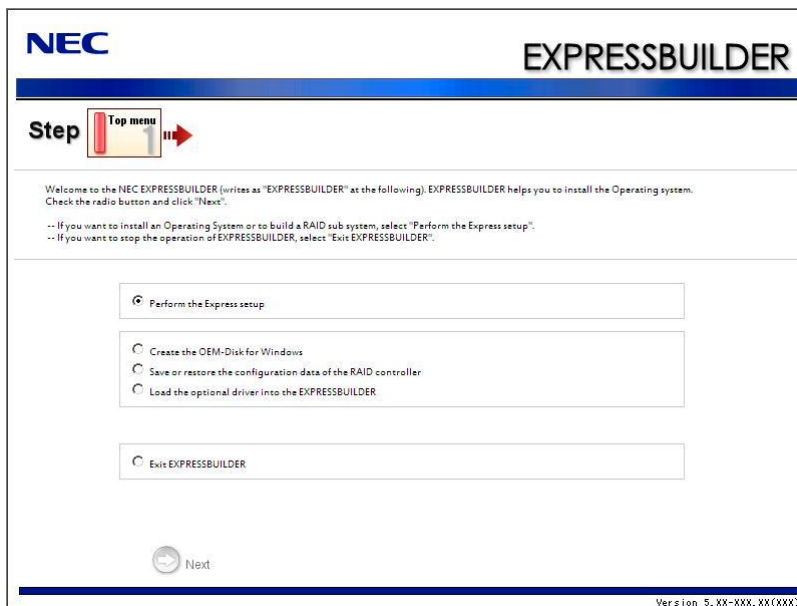 NEC
EXPRESSBUILDER
Step
Top menu
1
Welcome to the NEC EXPRESSBUILDER (writes as "EXPRESSBUILDER" at the following). EXPRESSBUILDER helps you to install the Operating system.
Check the radio button and click "Next".
-- If you want to install an Operating System or to build a RAID sub system, select "Perform the Express setup".
-- If you want to stop the operation of EXPRESSBUILDER, select "Exit EXPRESSBUILDER".
Perform the Express setup
Create the OEM-Disk for Windows
Save or restore the configuration data of the RAID controller
Load the optional driver into the EXPRESSBUILDER
Exit EXPRESSBUILDER
Next
Version 5.XX-XXX.XX(XXX)